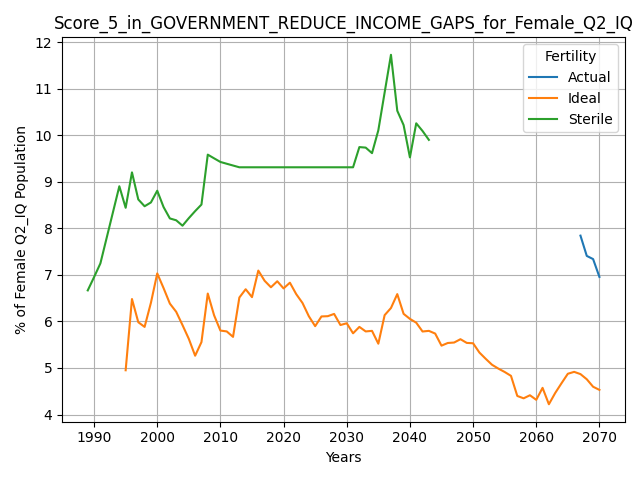 Score_5_in_GOVERNMENT_REDUCE_INCOME_GAPS_for_Female_Q2_IQ
Fertility
Actual
Ideal
Sterile
% of Female Q2_IQ Population
12
11
10
9
8
7
6
5
4
1990 2000 2010 2020 2030 2040 2050 2060 2070
Years